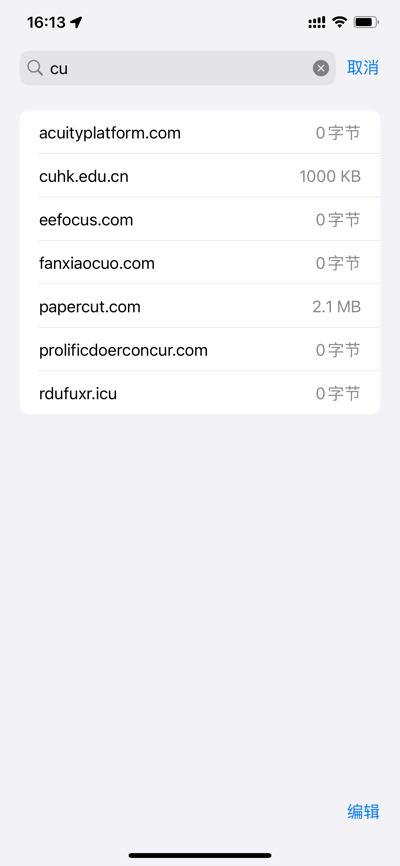 16:13
cu 取消
acuityplatform.com 0字节
cuhk.edu.cn 1000 KB
eefocus.com 0字节
fanxiaocuo.com 0字节
papercut.com 2.1 MB
prolificdoerconcur.com 0字节
rdufuxr.icu 0字节
编辑